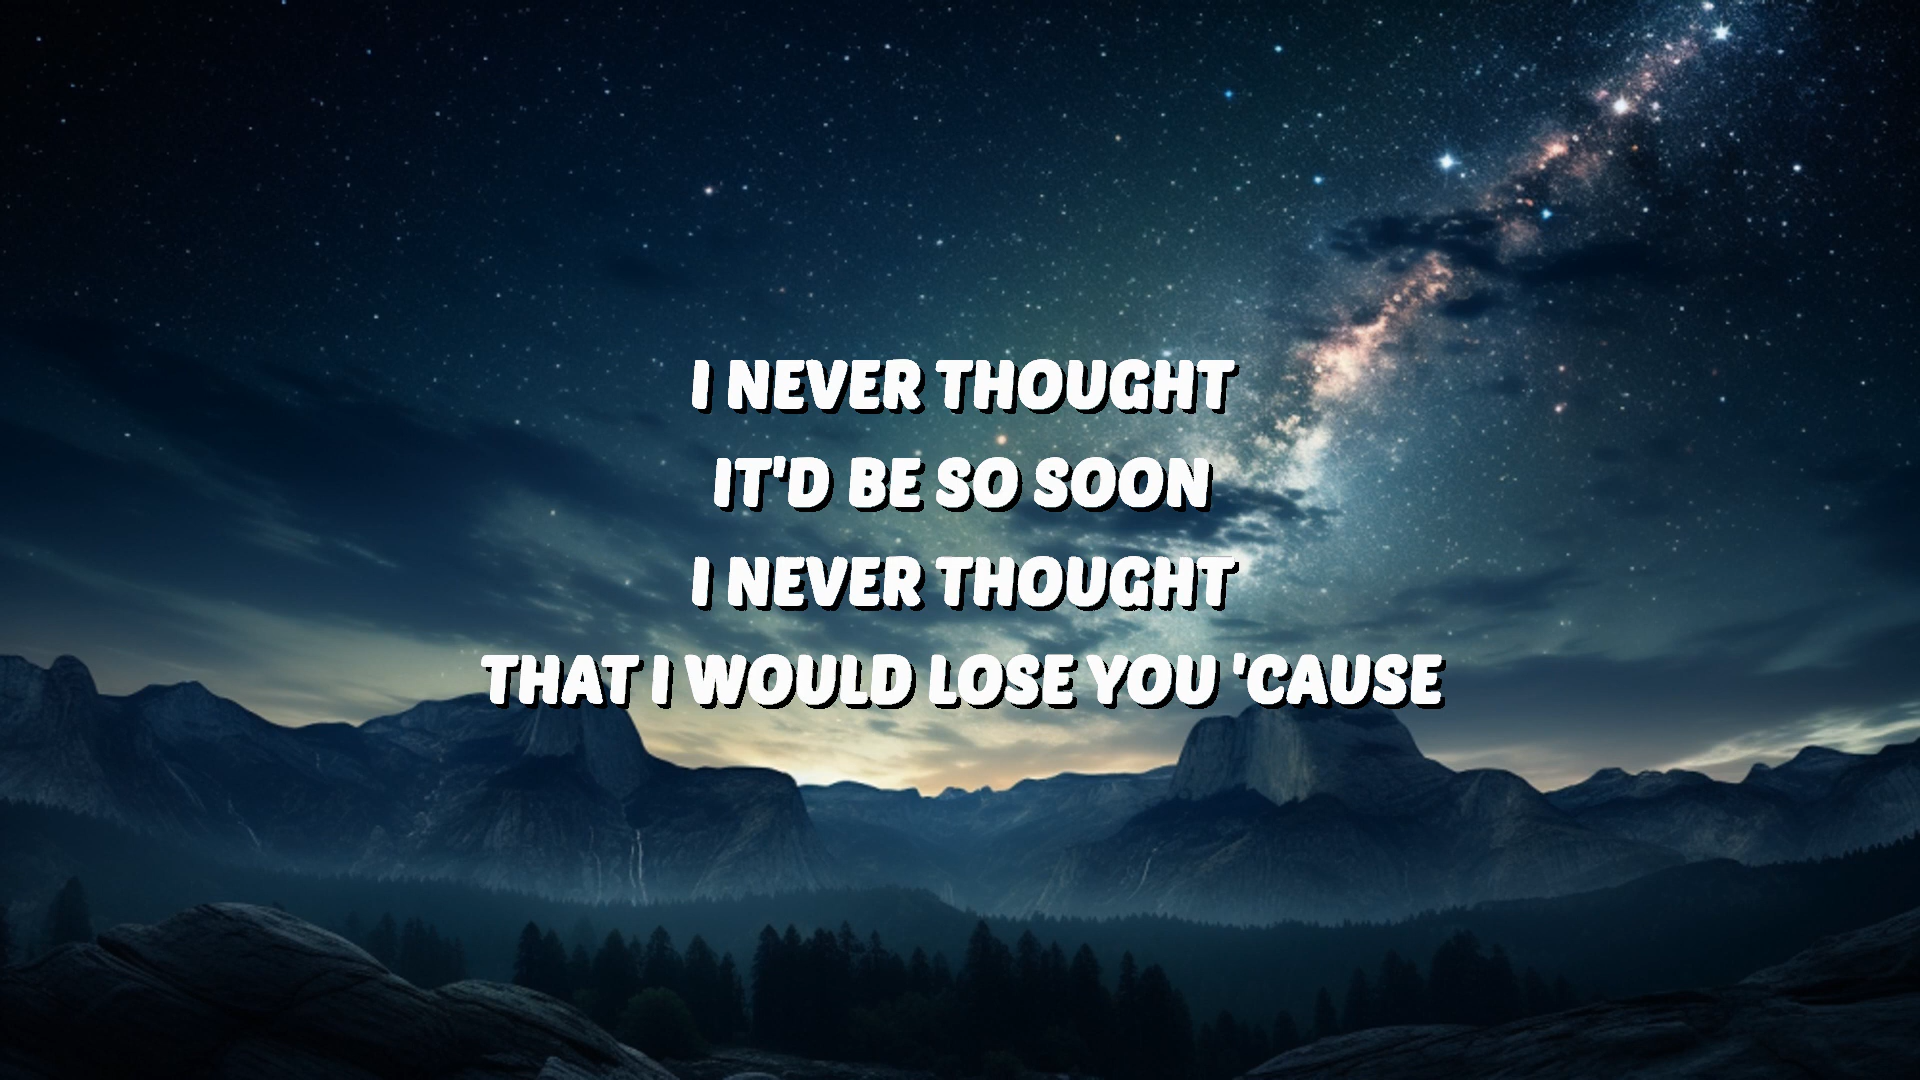 I NEVER THOUGHT
IT'D BE SO SOON
I NEVER THOUGHT
THAT I WOULD LOSE YOU 'CAUSE